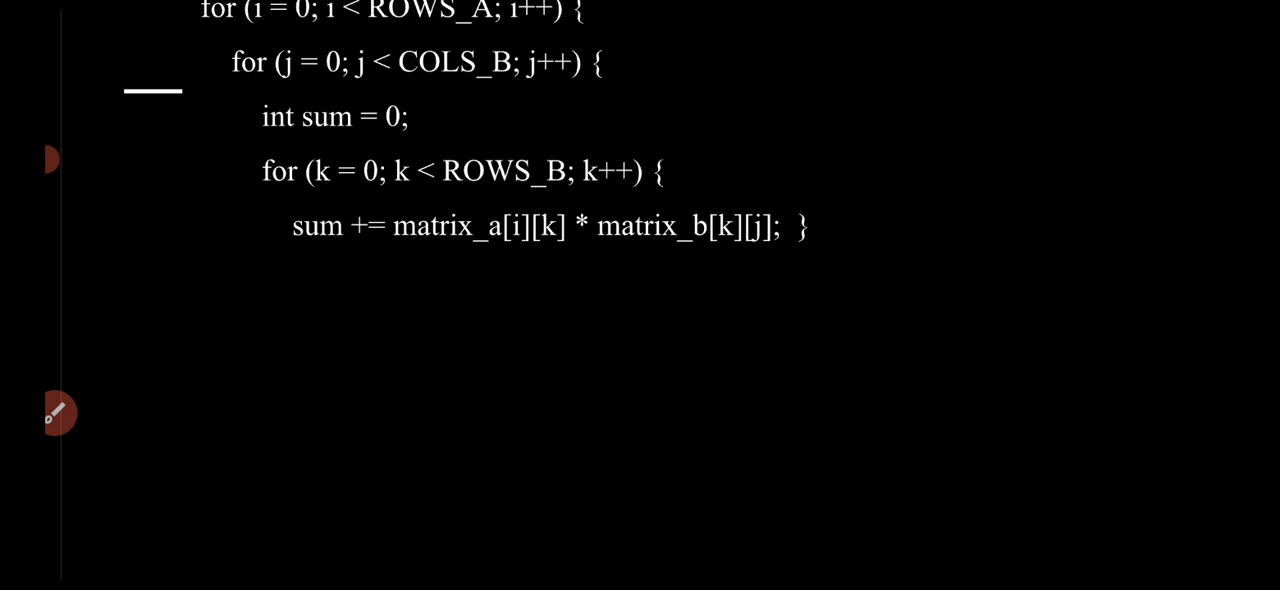 for (i = 0; i < ROWS_A; i++) {
for (j = 0; j < COLS_B; j++) {
int sum = 0;
for (k = 0; k < ROWS_B; k++) {
sum += matrix_a[i][k] * matrix_b[k][j];  }